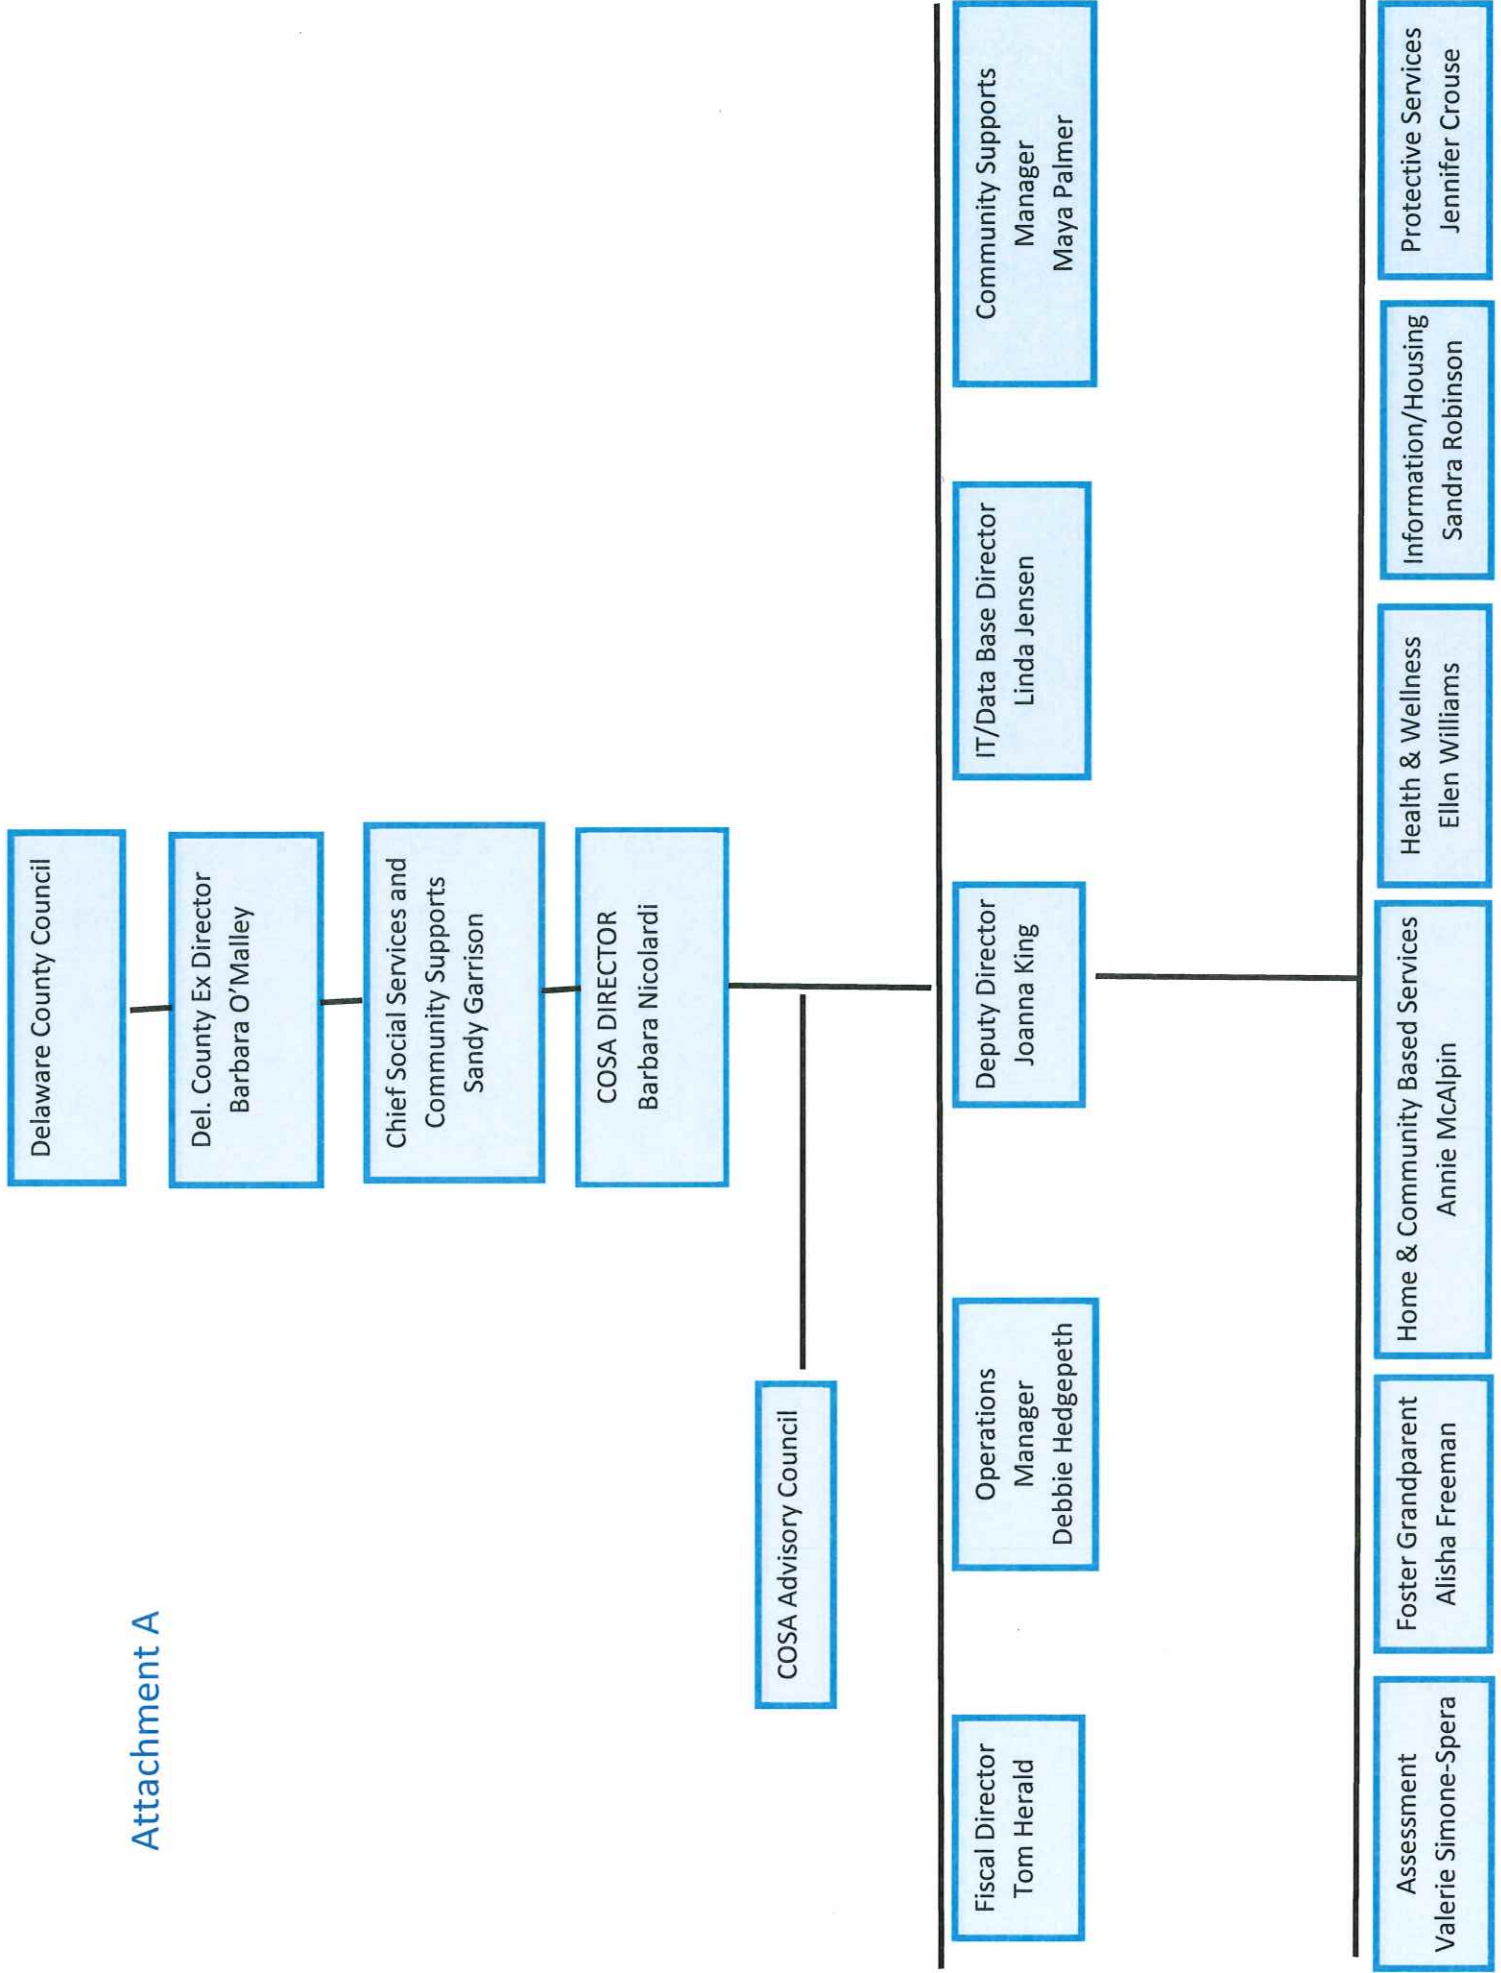 Attachment A
Delaware County Council
Del. County Ex Director
Barbara O'Malley
Chief Social Services and
Community Supports
Sandy Garrison
COSA DIRECTOR
Barbara Nicolardi
COSA Advisory Council
Fiscal Director
Tom Herald
Operations
Manager
Debbie Hedgepeth
Deputy Director
Joanna King
IT/Data Base Director
Linda Jensen
Community Supports
Manager
Maya Palmer
Assessment
Valerie Simone-Spera
Foster Grandparent
Alisha Freeman
Home & Community Based Services
Annie McAlpin
Health & Wellness
Ellen Williams
Information/Housing
Sandra Robinson
Protective Services
Jennifer Crouse